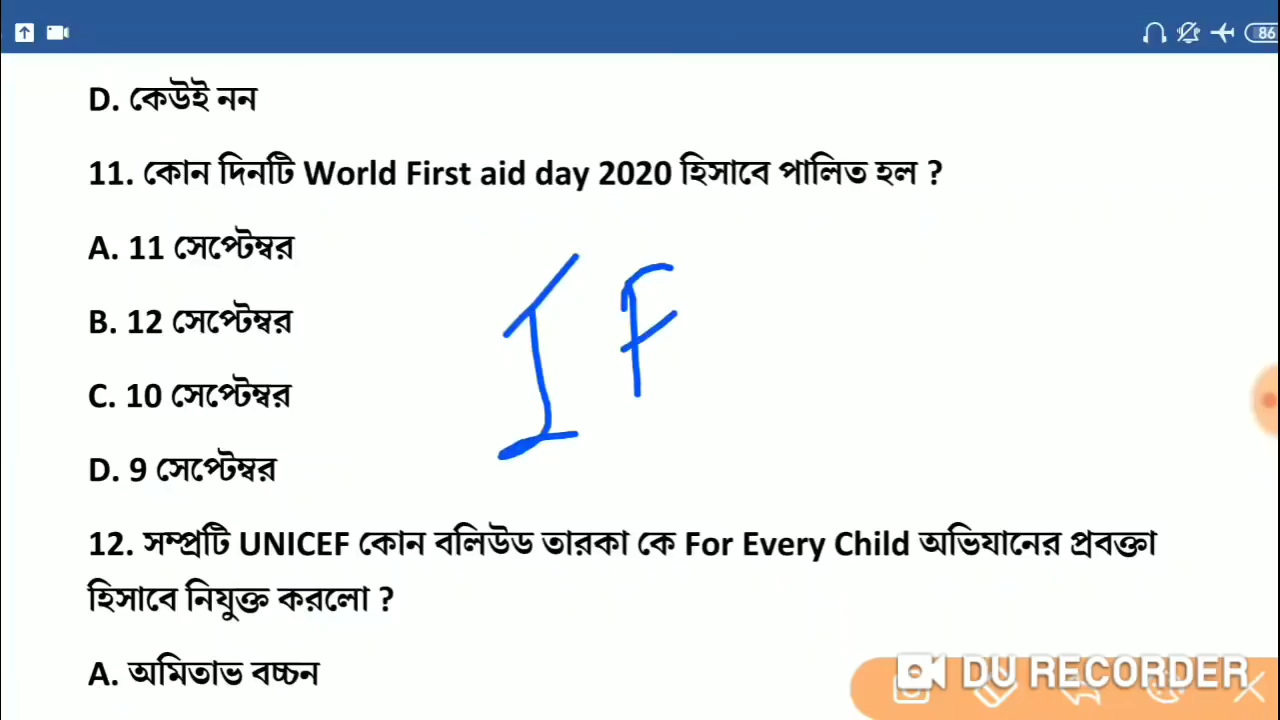 86
D. কেউই নন
11. কোন দিনটি World First aid day 2020 হিসাবে পালিত হল ?
A. 11 সেপ্টেম্বর
B. 12 সেপ্টেম্বর
I F
C. 10 সেপ্টেম্বর
D. 9 সেপ্টেম্বর
12. সম্প্রতি UNICEF কোন বলিউড তারকা কে For Every Child অভিযানের প্রবক্তা
হিসাবে নিযুক্ত করলো ?
A. অমিতাভ বচ্চন
DU RECORDER